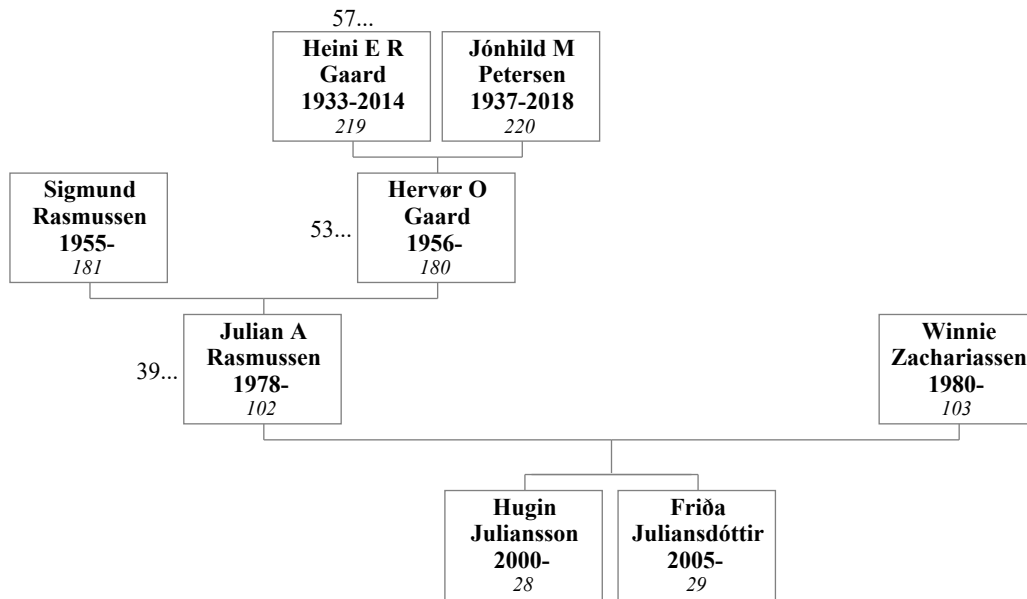 57...
Heini E R
Gaard
1933-2014
219
Jónhild M
Petersen
1937-2018
220
Sigmund
Rasmussen
1955-
181
53...
Hervør O
Gaard
1956-
180
39...
Julian A
Rasmussen
1978-
102
Winnie
Zachariassen
1980-
103
Hugin
Juliansson
2000-
28
Friða
Juliansdóttir
2005-
29